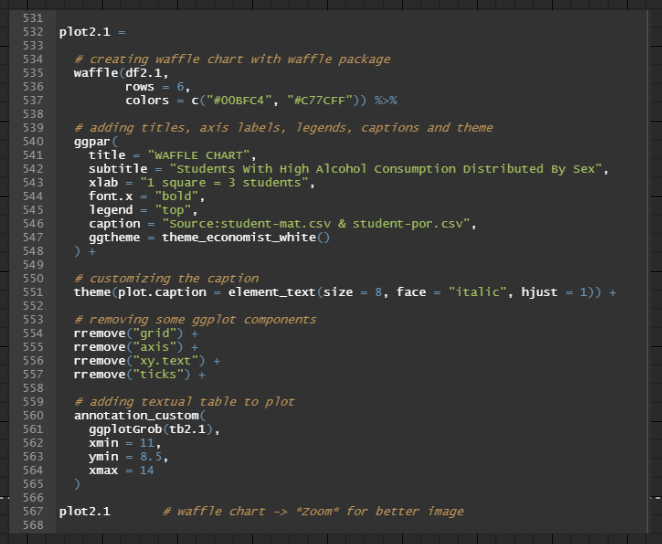 531
532 plot2.1 =
533
534 # creating waffle chart with waffle package
535 waffle(df2.1,
536 rows = 6,
537 colors = c("#00BFC4", "#C77CFF")) %>%
538
539 # adding titles, axis labels, legends, captions and theme
540 ggpar(
541 title = "WAFFLE CHART",
542 subtitle = "Students With High Alcohol Consumption Distributed By Sex",
543 xlab = "1 square = 3 students",
544 font.x = "bold",
545 legend = "top",
546 caption = "Source:student-mat.csv & student-por.csv",
547 ggtheme = theme_economist_white()
548 ) +
549
550 # customizing the caption
551 theme(plot.caption = element_text(size = 8, face = "italic", hjust = 1)) +
552
553 # removing some ggplot components
554 rremove("grid") +
555 rremove("axis") +
556 rremove("xy.text") +
557 rremove("ticks") +
558
559 # adding textual table to plot
560 annotation_custom(
561 ggplotGrob(tb2.1),
562 xmin = 11,
563 ymin = 8.5,
564 xmax = 14
565 )
566
567 plot2.1 # waffle chart -> *Zoom* for better image
568